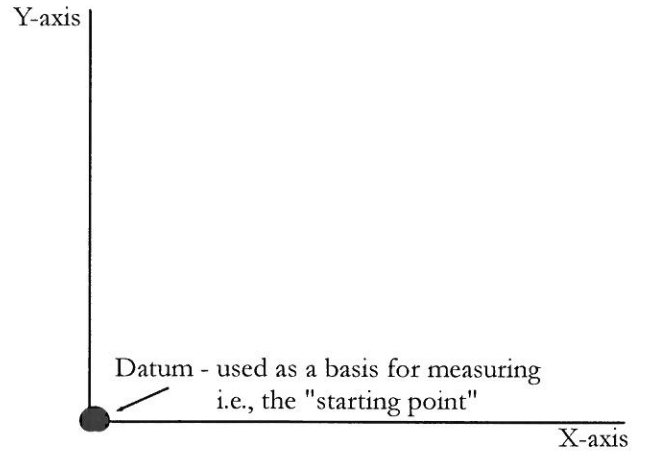 Y-axis
Datum - used as a basis for measuring
i.e., the "starting point"
X-axis